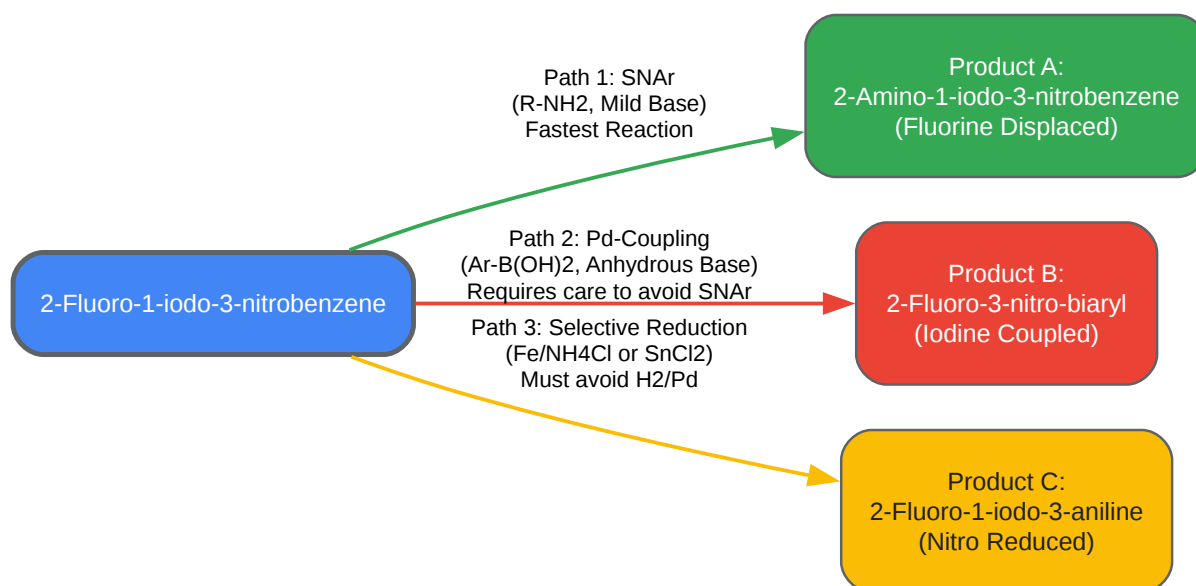 2-Fluoro-1-iodo-3-nitrobenzene
Path 1: SNAr
(R-NH2, Mild Base)
Fastest Reaction
Product A:
2-Amino-1-iodo-3-nitrobenzene
(Fluorine Displaced)
Path 2: Pd-Coupling
(Ar-B(OH)2, Anhydrous Base)
Requires care to avoid SNAr
Product B:
2-Fluoro-3-nitro-biaryl
(Iodine Coupled)
Path 3: Selective Reduction
(Fe/NH4Cl or SnCl2)
Must avoid H2/Pd
Product C:
2-Fluoro-1-iodo-3-aniline
(Nitro Reduced)